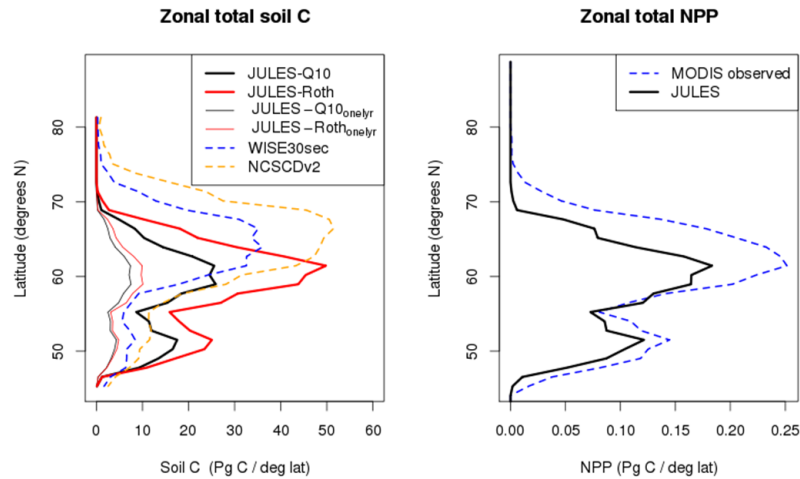 Zonal total soil C
JULES-Q10
JULES-Roth
JULES−Q10onelyr
JULES−Rothonelyr
WISE30sec
NCSCDv2
80
70
60
50
Latitude (degrees N)
0 10 20 30 40 50 60
Soil C (Pg C / deg lat)
Zonal total NPP
MODIS observed
JULES
80
70
60
50
Latitude (degrees N)
0.00 0.05 0.10 0.15 0.20 0.25
NPP (Pg C / deg lat)